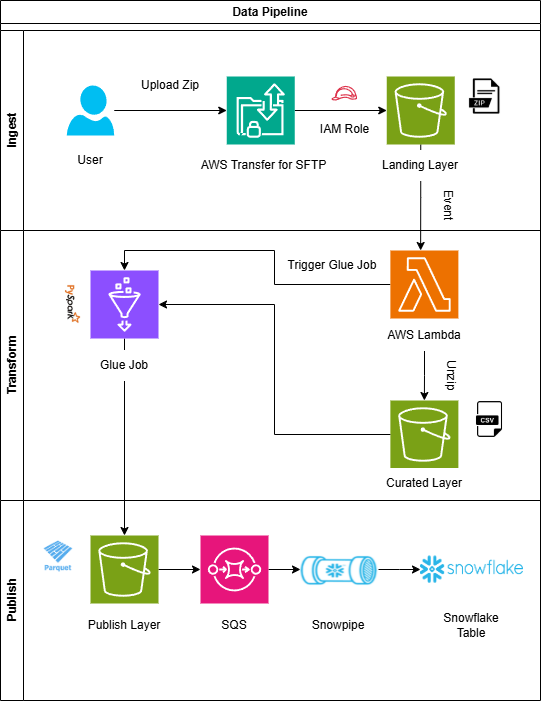 Data Pipeline
Ingest
Upload Zip
User
AWS Transfer for SFTP
IAM Role
Landing Layer
ZIP
Event
Transform
Trigger Glue Job
PySpark
Glue Job
AWS Lambda
Unzip
CSV
Curated Layer
Publish
Parquet
Publish Layer
SQS
Snowpipe
snowflake
Snowflake
Table